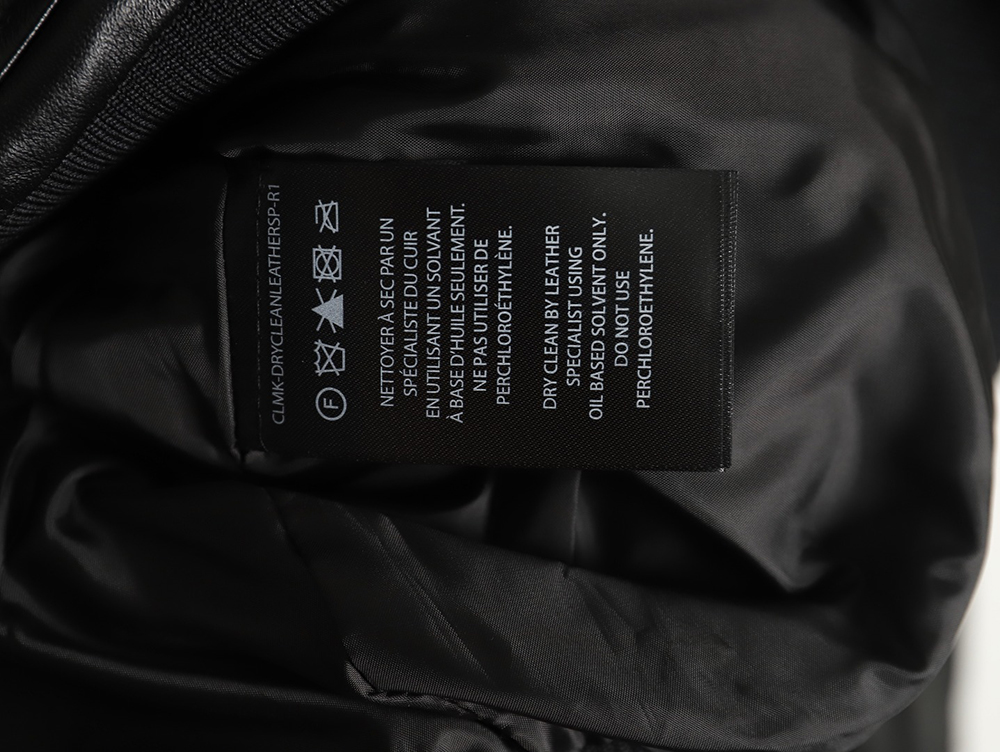 CLMK-DRYCLEANLEATHERSP-R1
F
NETTOYER À SEC PAR UN
SPÉCIALISTE DU CUIR
EN UTILISANT UN SOLVANT
À BASE D'HUILE SEULEMENT.
NE PAS UTILISER DE
PERCHLOROÉTHYLÈNE.
DRY CLEAN BY LEATHER
SPECIALIST USING
OIL BASED SOLVENT ONLY.
DO NOT USE
PERCHLOROETHYLENE.